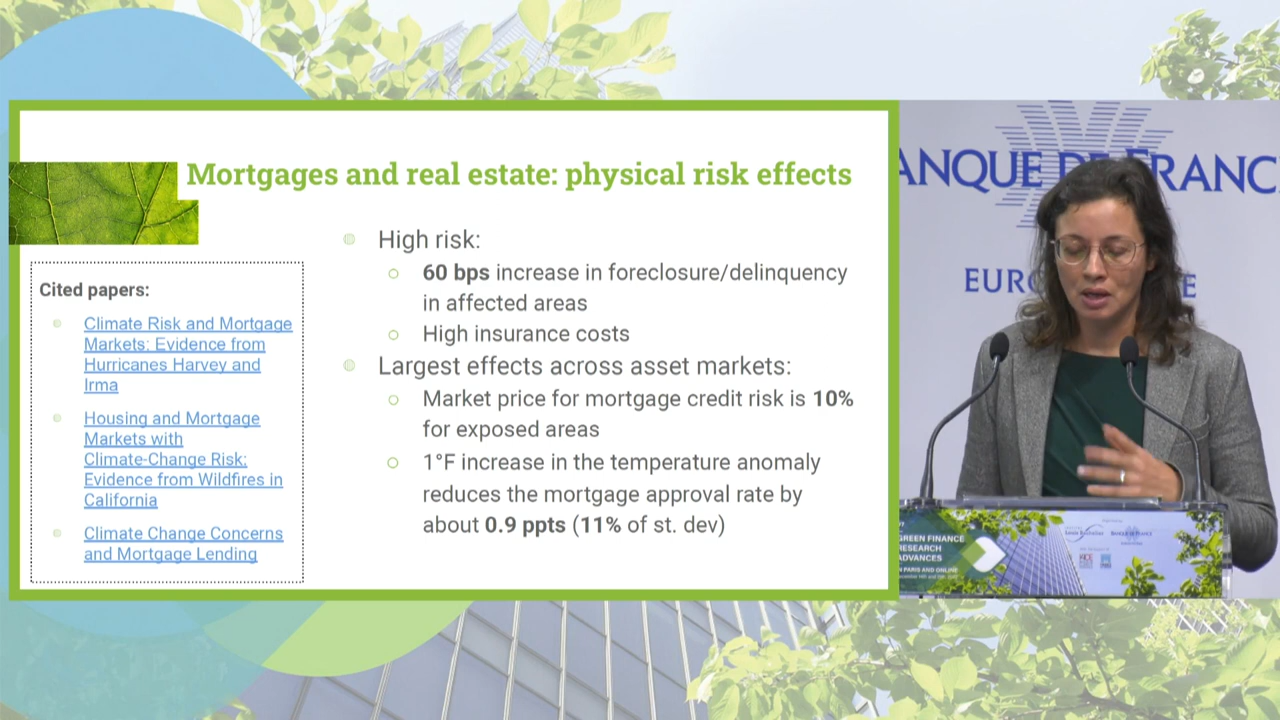 Mortgages and real estate: physical risk effects
Cited papers:
Climate Risk and Mortgage
Markets: Evidence from
Hurricanes Harvey and
Irma
Housing and Mortgage
Markets with
Climate-Change Risk:
Evidence from Wildfires in
California
Climate Change Concerns
and Mortgage Lending
High risk:
60 bps increase in foreclosure/delinquency
in affected areas
High insurance costs
Largest effects across asset markets:
Market price for mortgage credit risk is 10%
for exposed areas
1°F increase in the temperature anomaly
reduces the mortgage approval rate by
about 0.9 ppts (11% of st. dev)
ANQUE DE FRANC
EURO
E
GREEN FINANCE
RESEARCH
ADVANCES
N PARIS AND ONLINE